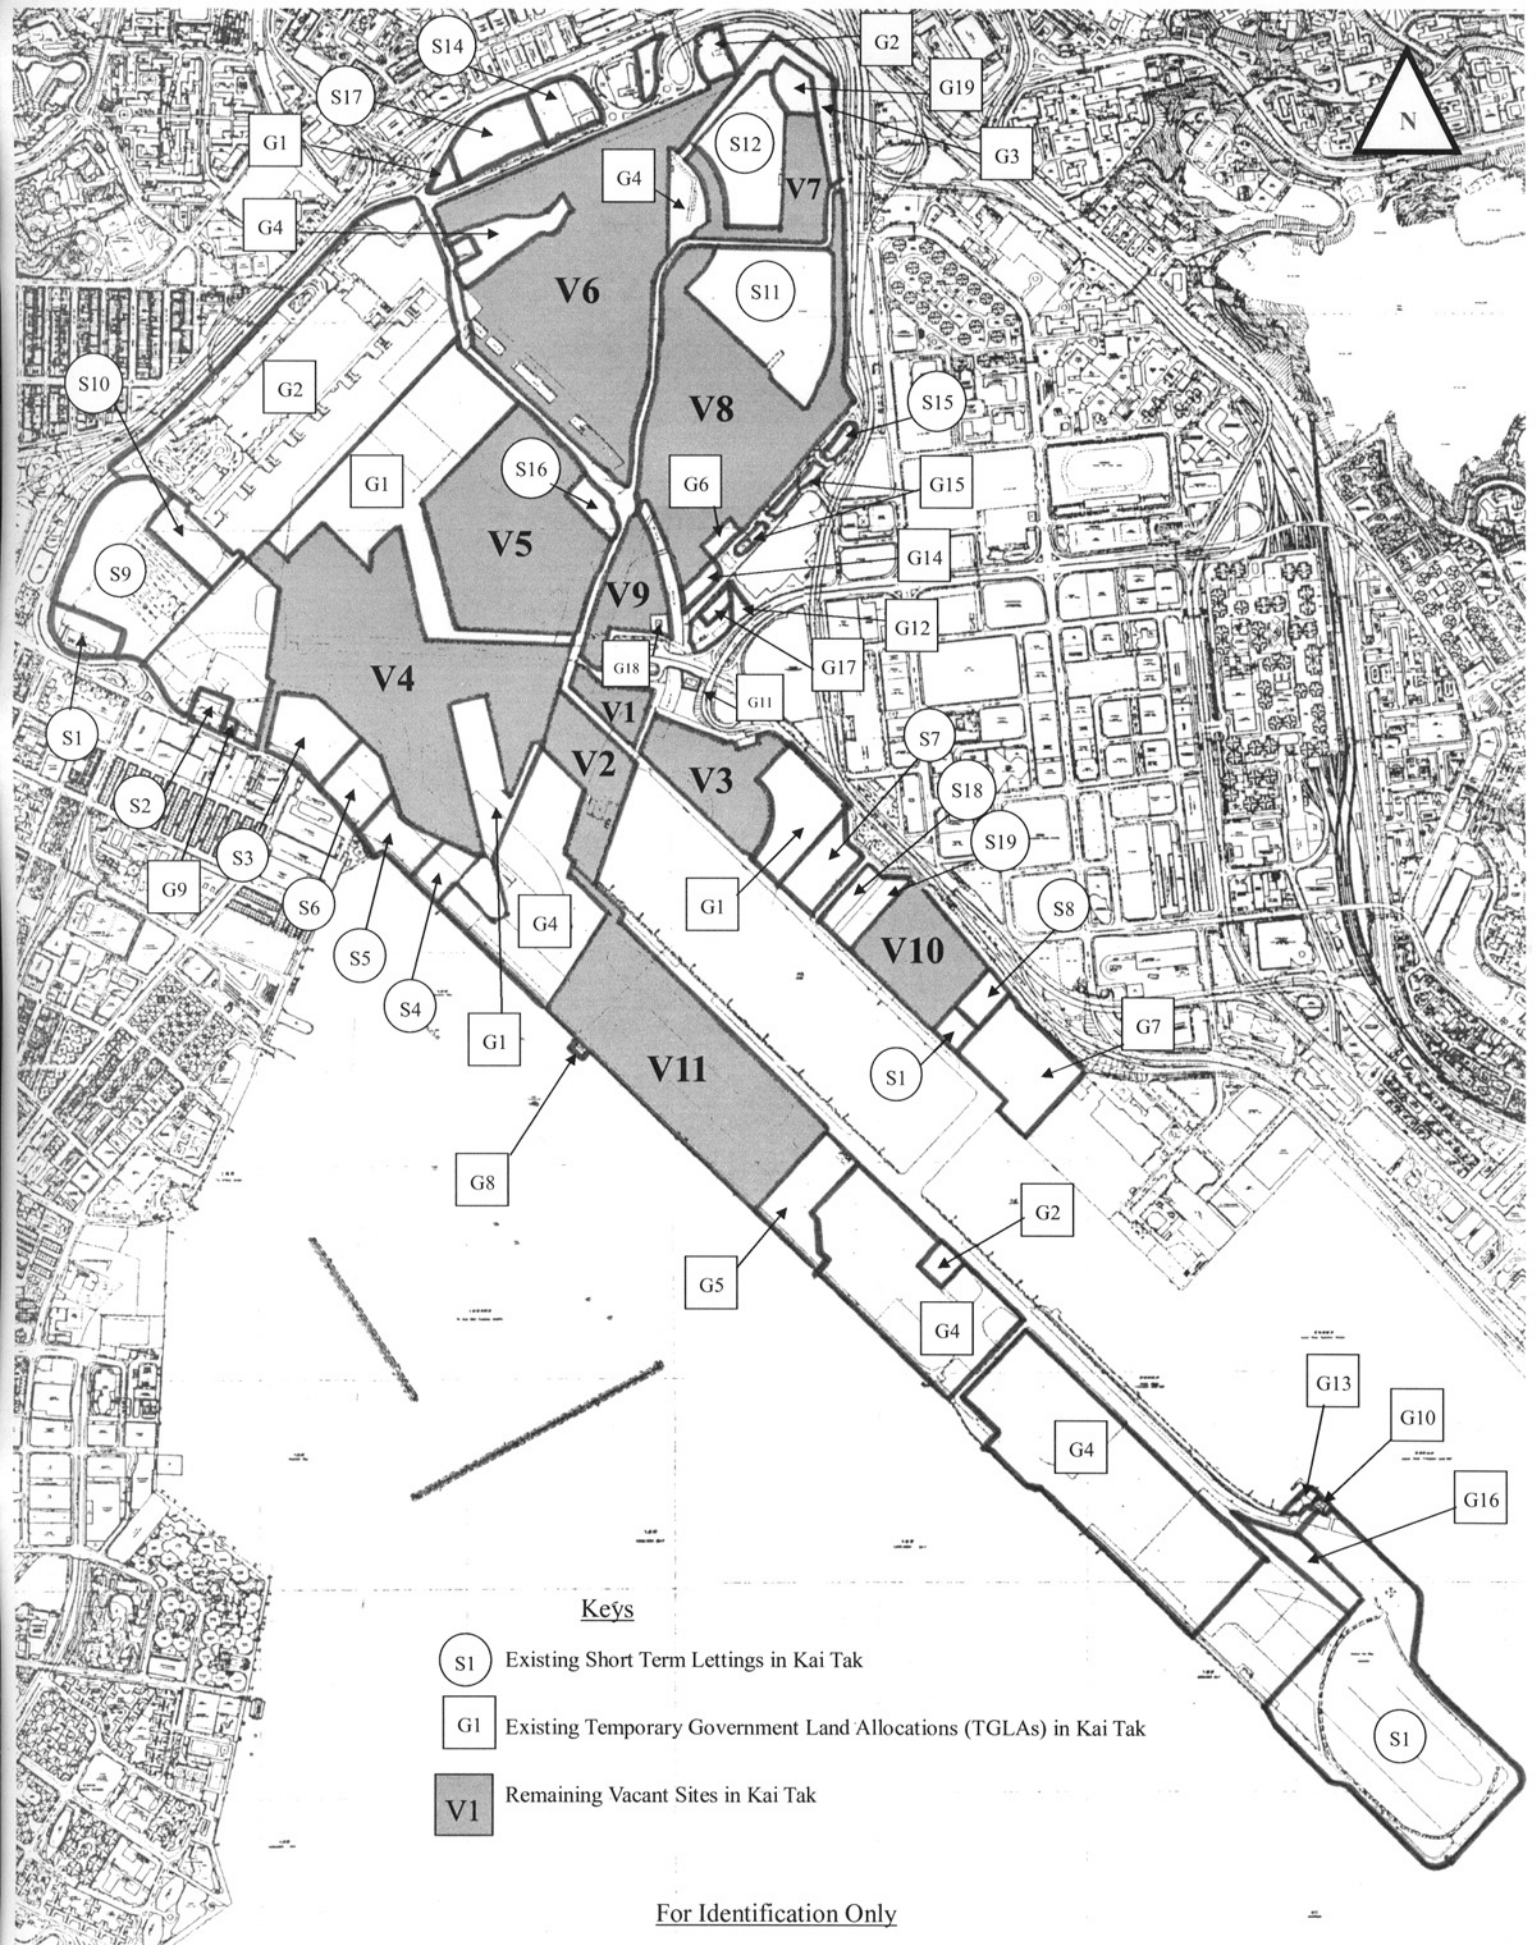 S14
G2
S17
G19
G1
S12
N
G3
G4
V7
G4
V6
S11
S10
G2
S15
V8
S16
G6
G1
G15
V5
S9
G14
V9
G12
G18
G17
V4
G11
S1
V1
S7
V2
S2
V3
S18
S3
S19
G9
G1
S6
S8
G4
S5
V10
S4
G7
G1
S1
V11
G8
G2
G5
G4
G13
G10
G4
G16
Keys
S1 Existing Short Term Lettings in Kai Tak
G1 Existing Temporary Government Land Allocations (TGLAs) in Kai Tak
S1
V1 Remaining Vacant Sites in Kai Tak
For Identification Only